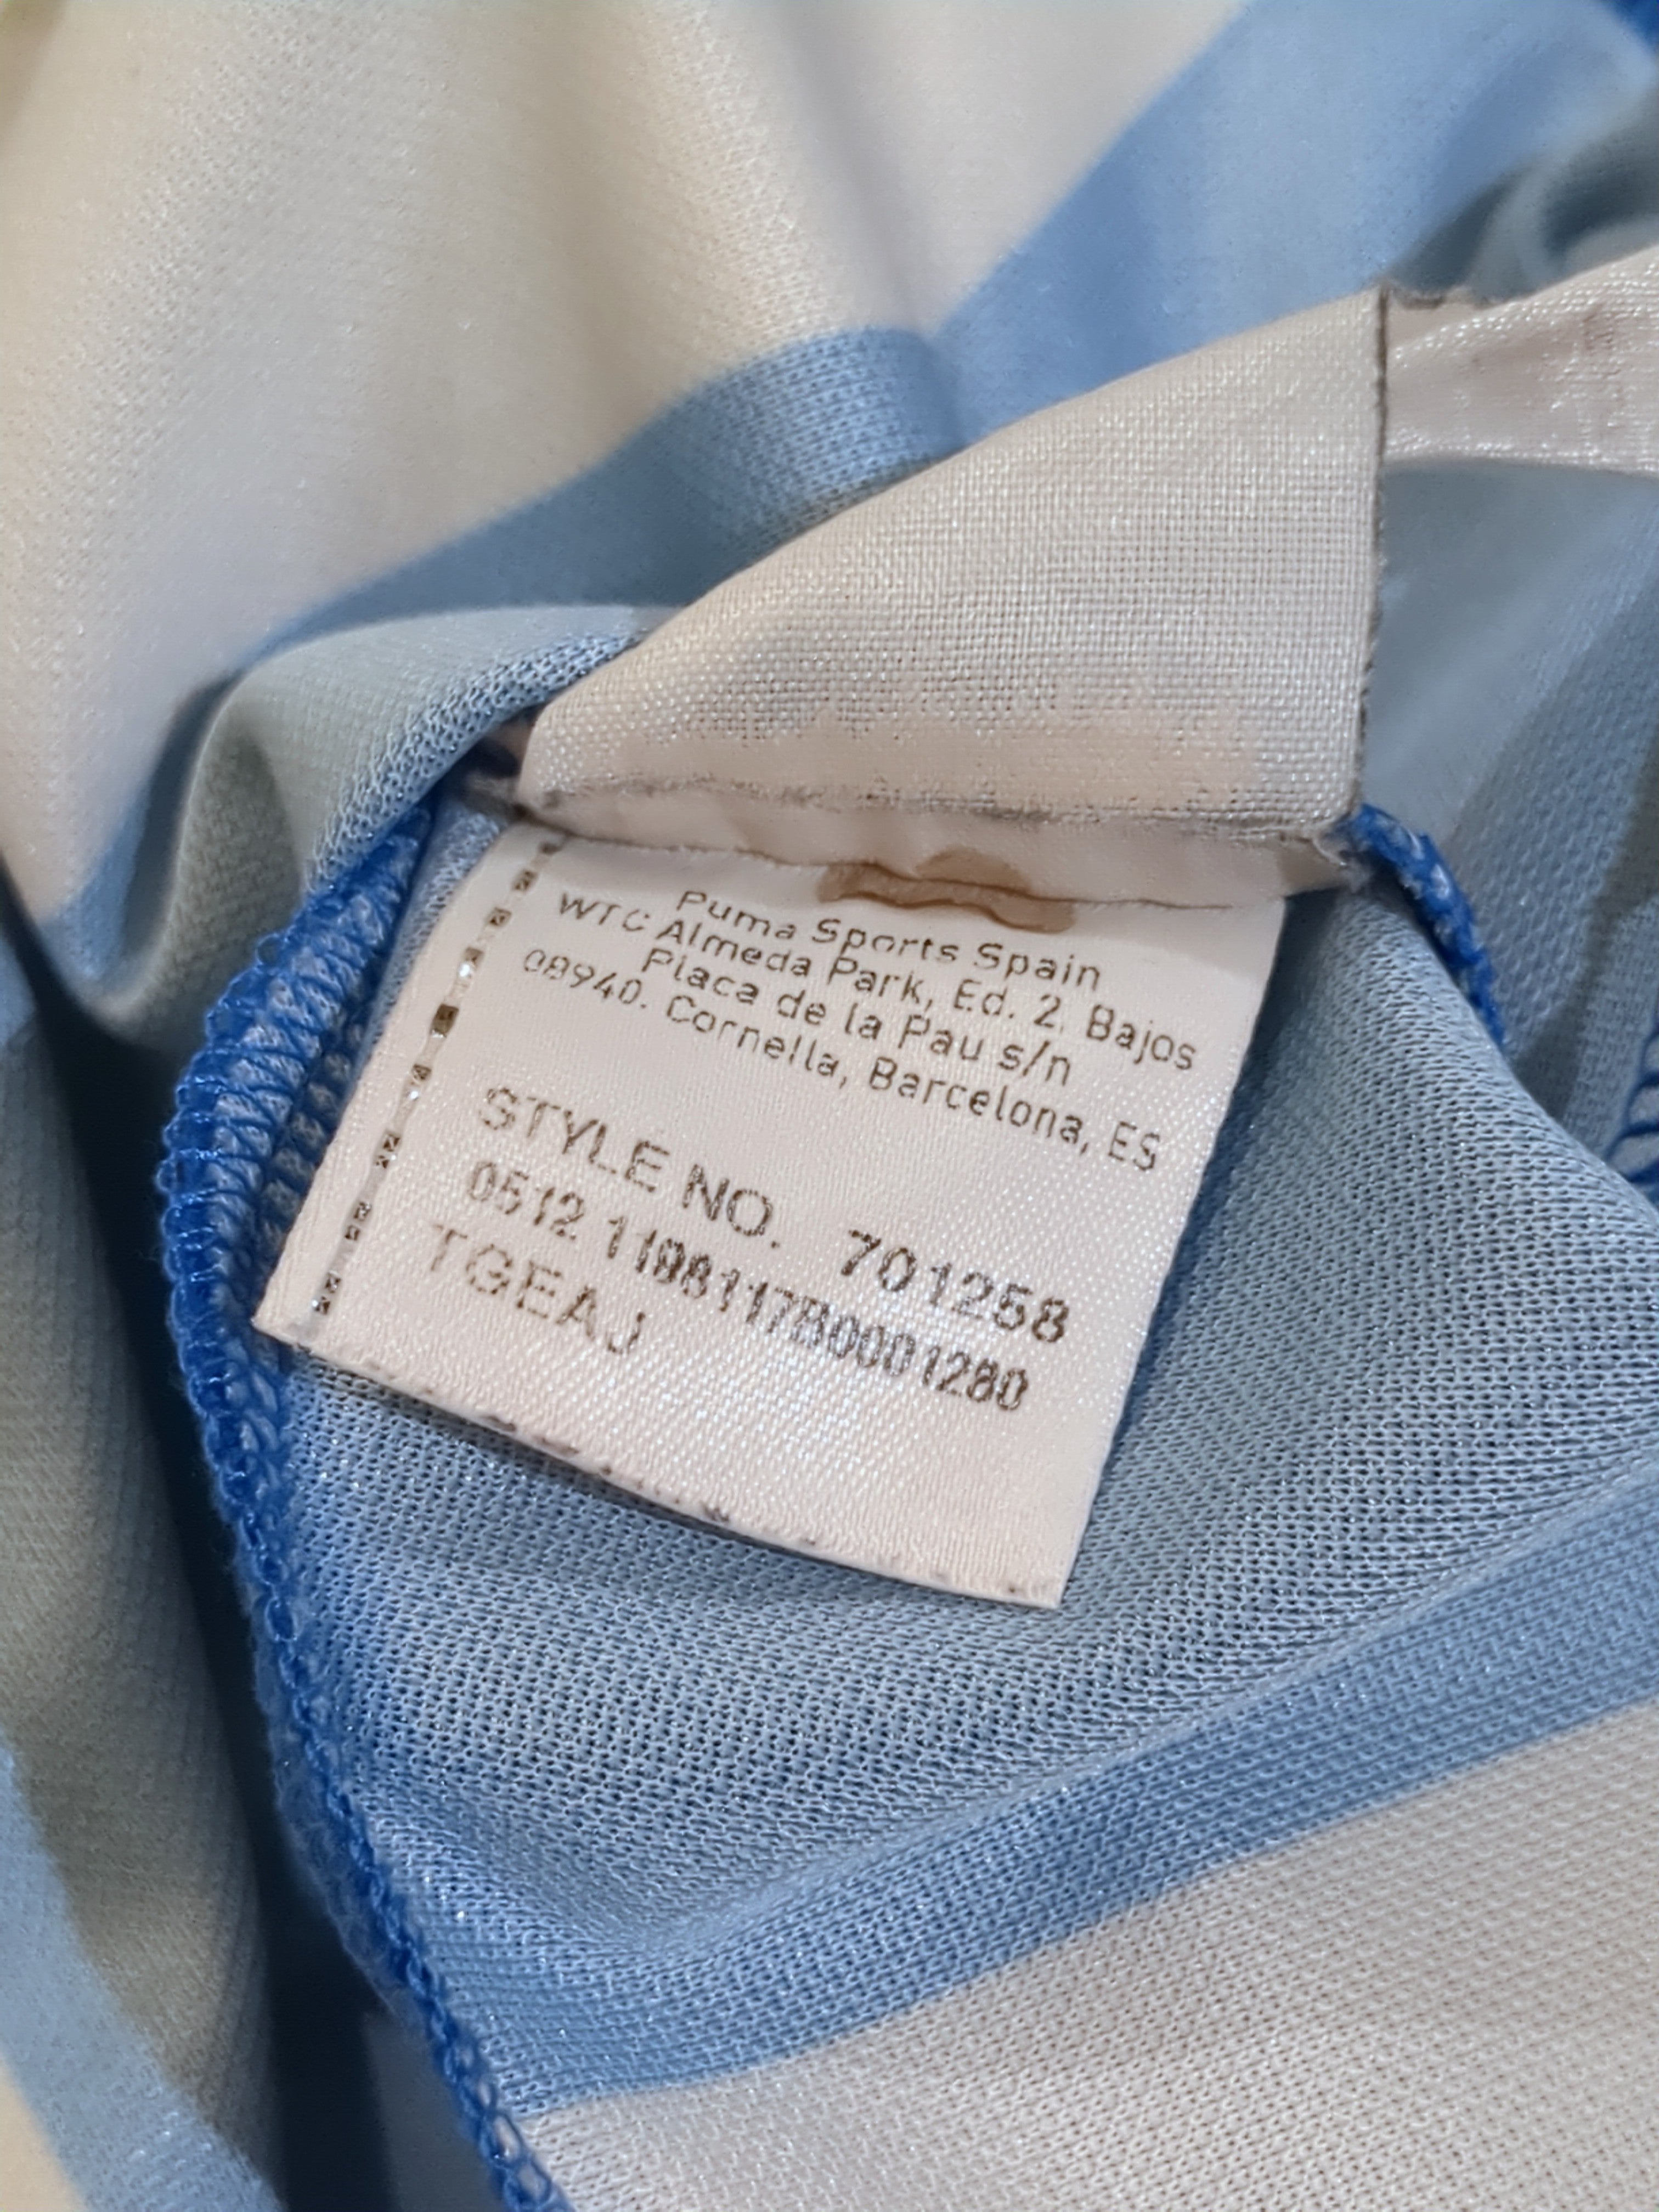 Puma Sports Spain
WTC Almeda Park, Ed. 2. Bajos
Placa de la Pau s/n
08940. Cornella, Barcelona, ES
STYLE NO. 701258
0512
TGEAJ